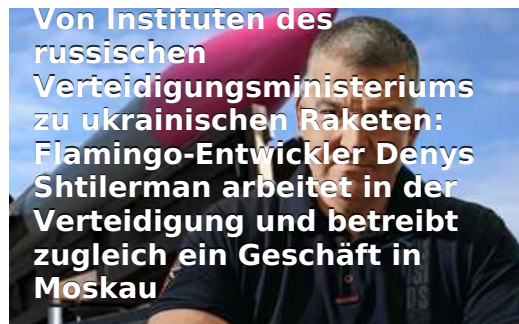 Von Instituten des
russischen
Verteidigungsministeriums
zu ukrainischen Raketen:
Flamingo-Entwickler Denys
Shtilerman arbeitet in der
Verteidigung und betreibt
zugleich ein Geschäft in
Moskau